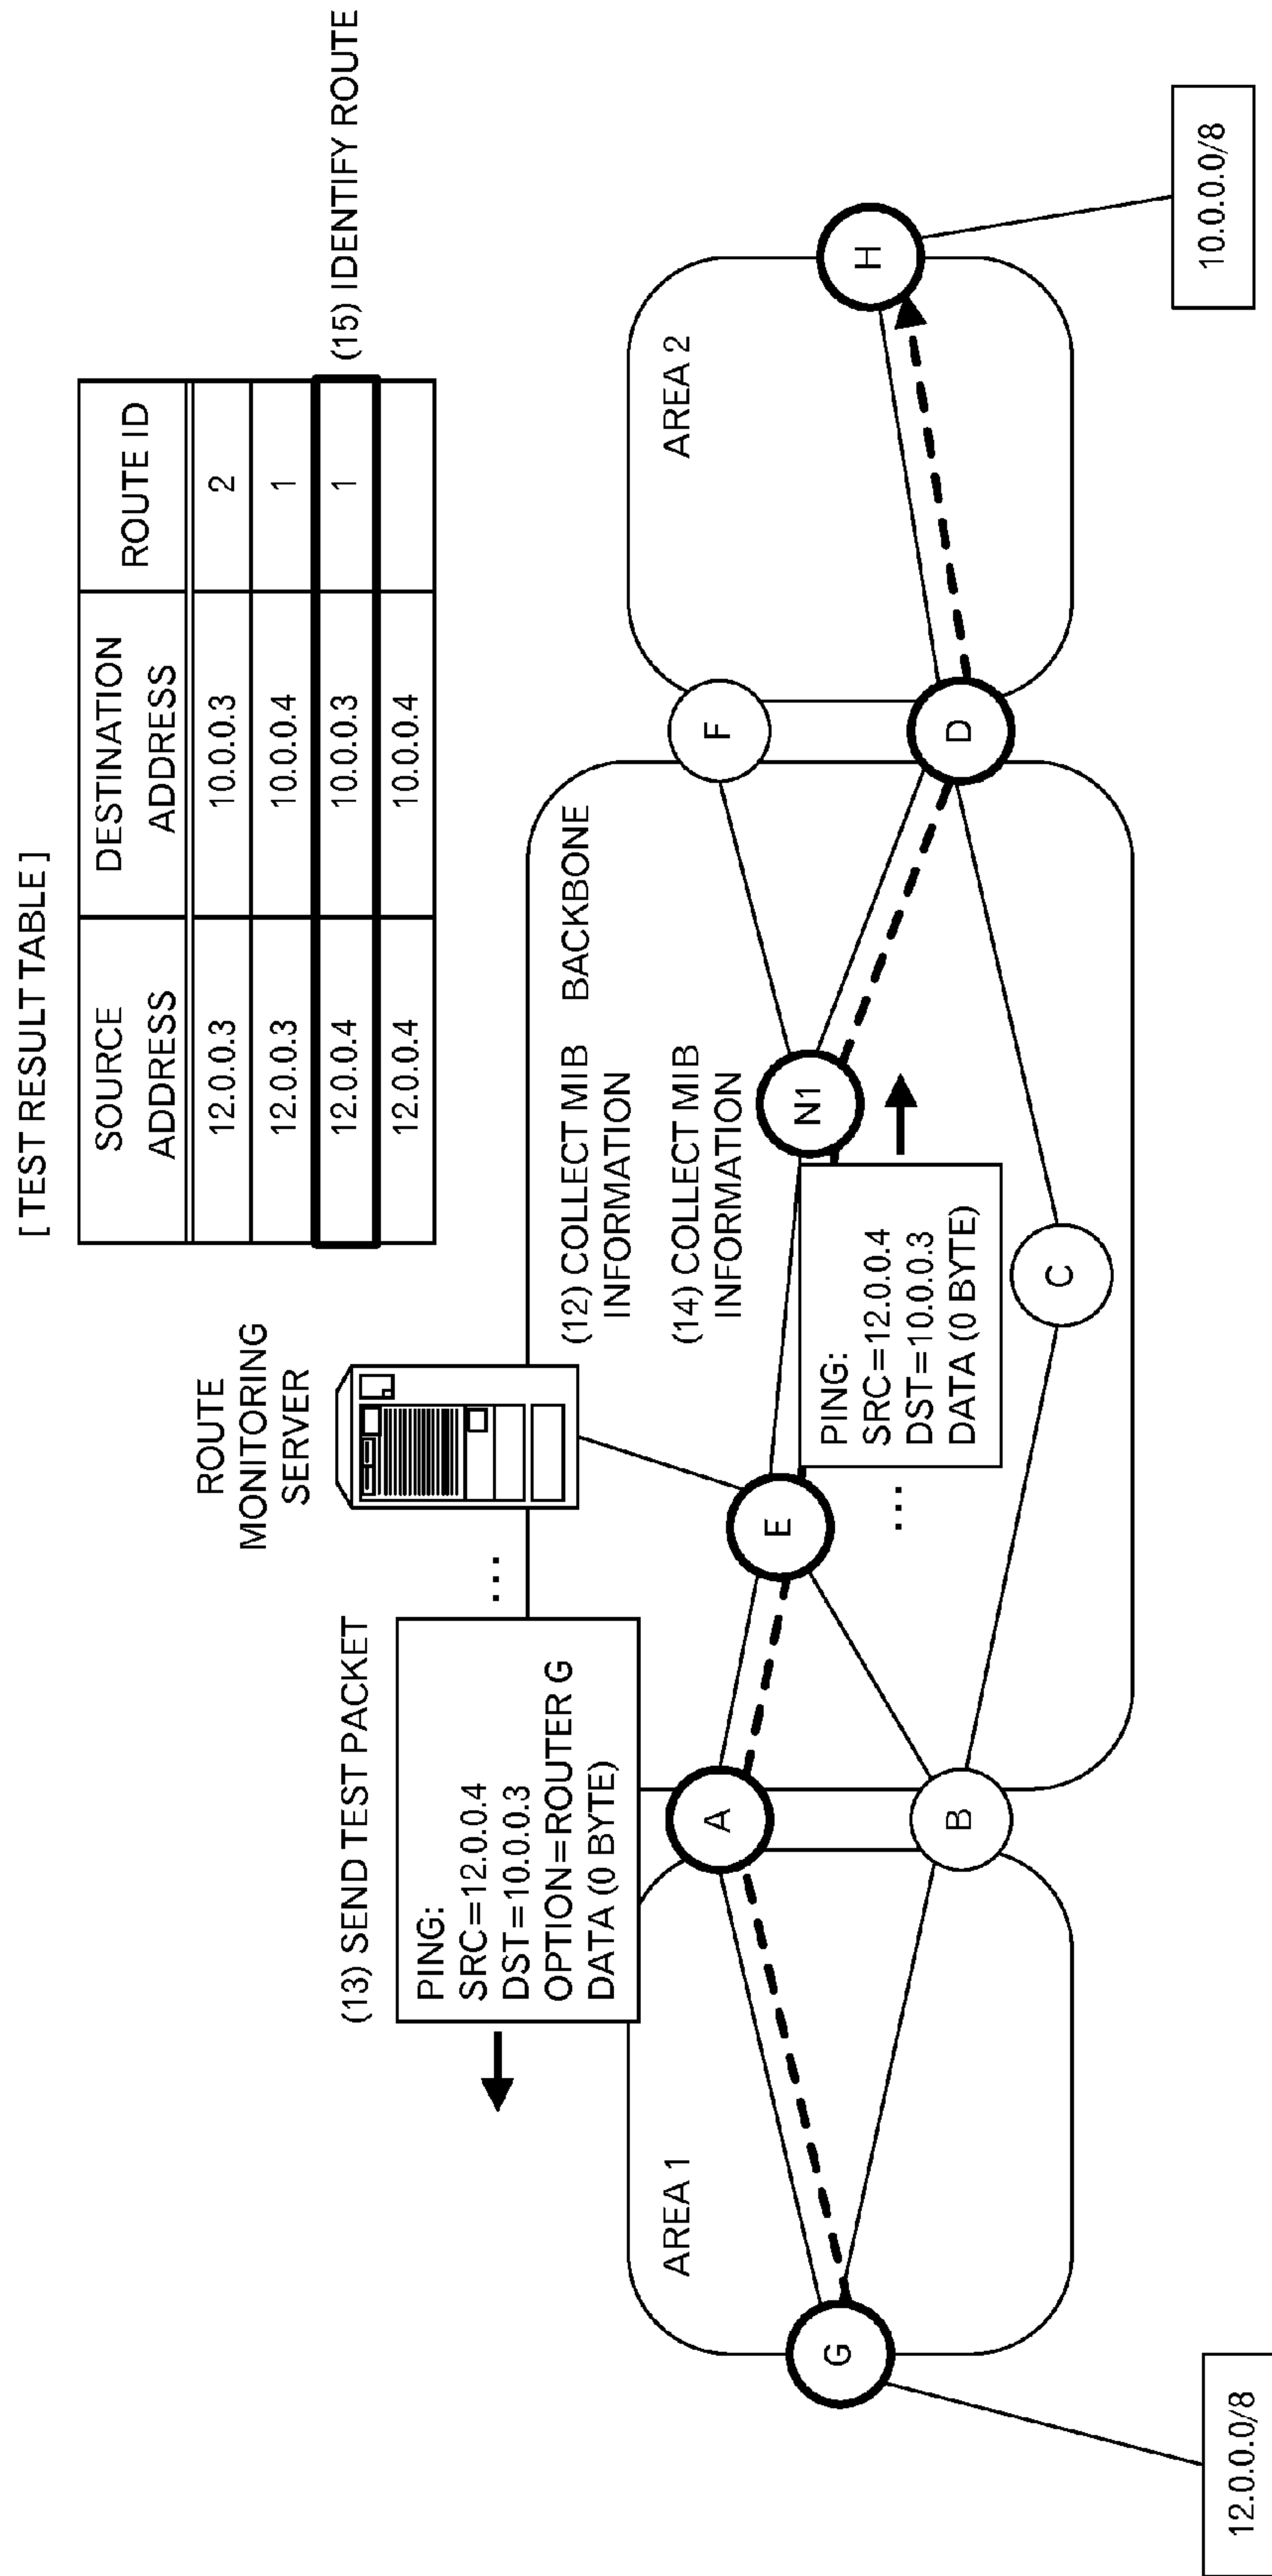 [ TEST RESULT TABLE ]
SOURCE ADDRESS
DESTINATION ADDRESS
ROUTE ID
12.0.0.3 10.0.0.3 2
12.0.0.3 10.0.0.4 1
12.0.0.4 10.0.0.3 1
12.0.0.4 10.0.0.4
(15) IDENTIFY ROUTE
ROUTE
MONITORING
SERVER
(13) SEND TEST PACKET
PING:
SRC=12.0.0.4
DST=10.0.0.3
OPTION=ROUTER G
DATA (0 BYTE)
...
(12) COLLECT MIB
INFORMATION
BACKBONE
(14) COLLECT MIB
INFORMATION
AREA 1
AREA 2
G
A
B
E
N1
C
F
D
H
PING:
SRC=12.0.0.4
DST=10.0.0.3
DATA (0 BYTE)
...
12.0.0.0/8
10.0.0.0/8